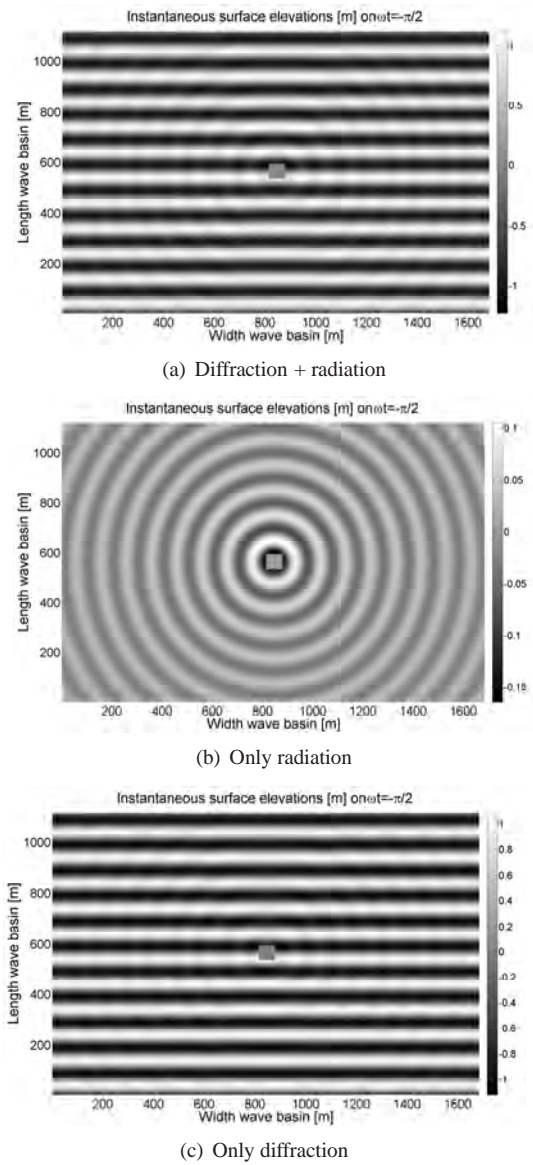 Instantaneous surface elevations [m] onωt=-π/2
Length wave basin [m]
1000
800
600
400
200
200 400 600 800 1000 1200 1400 1600
Width wave basin [m]
1
0.5
0
-0.5
-1
(a) Diffraction + radiation
Instantaneous surface elevations [m] onωt=-π/2
Length wave basin [m]
1000
800
600
400
200
200 400 600 800 1000 1200 1400 1600
Width wave basin [m]
0.1
0.05
0
-0.05
-0.1
-0.15
(b) Only radiation
Instantaneous surface elevations [m] onωt=-π/2
Length wave basin [m]
1000
800
600
400
200
200 400 600 800 1000 1200 1400 1600
Width wave basin [m]
1
0.8
0.6
0.4
0.2
0
-0.2
-0.4
-0.6
-0.8
-1
(c) Only diffraction